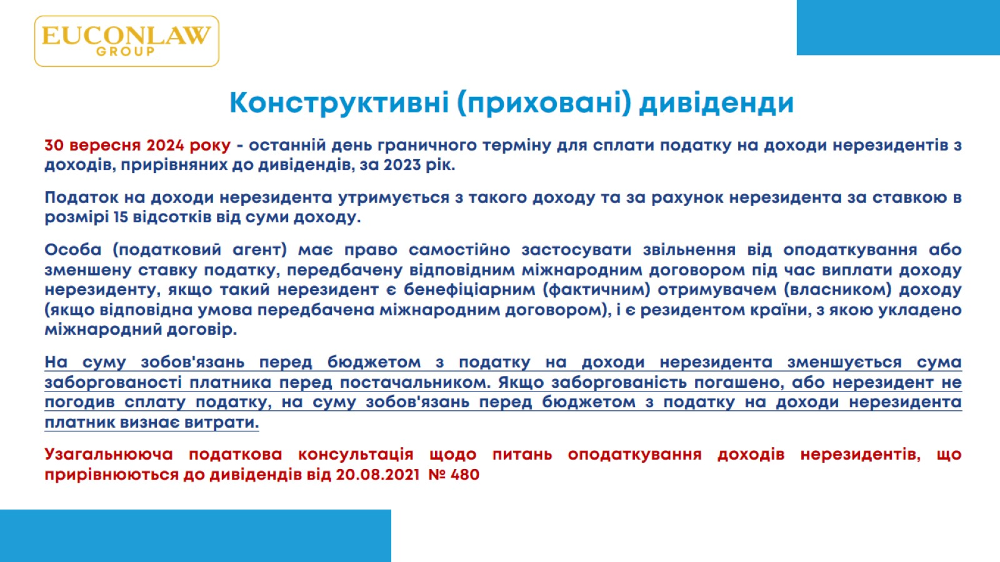 EUCONLAW
GROUP
Конструктивні (приховані) дивіденди
30 вересня 2024 року - останній день граничного терміну для сплати податку на доходи нерезидентів з
доходів, прирівняних до дивідендів, за 2023 рік.
Податок на доходи нерезидента утримується з такого доходу та за рахунок нерезидента за ставкою в
розмірі 15 відсотків від суми доходу.
Особа (податковий агент) має право самостійно застосувати звільнення від оподаткування або
зменшену ставку податку, передбачену відповідним міжнародним договором під час виплати доходу
нерезиденту, якщо такий нерезидент є бенефіціарним (фактичним) отримувачем (власником) доходу
(якщо відповідна умова передбачена міжнародним договором), і є резидентом країни, з якою укладено
міжнародний договір.
На суму зобов'язань перед бюджетом з податку на доходи нерезидента зменшується сума
заборгованості платника перед постачальником. Якщо заборгованість погашено, або нерезидент не
погодив сплату податку, на суму зобов'язань перед бюджетом з податку на доходи нерезидента
платник визнає витрати.
Узагальнююча податкова консультація щодо питань оподаткування доходів нерезидентів, що
прирівнюються до дивідендів від 20.08.2021 № 480